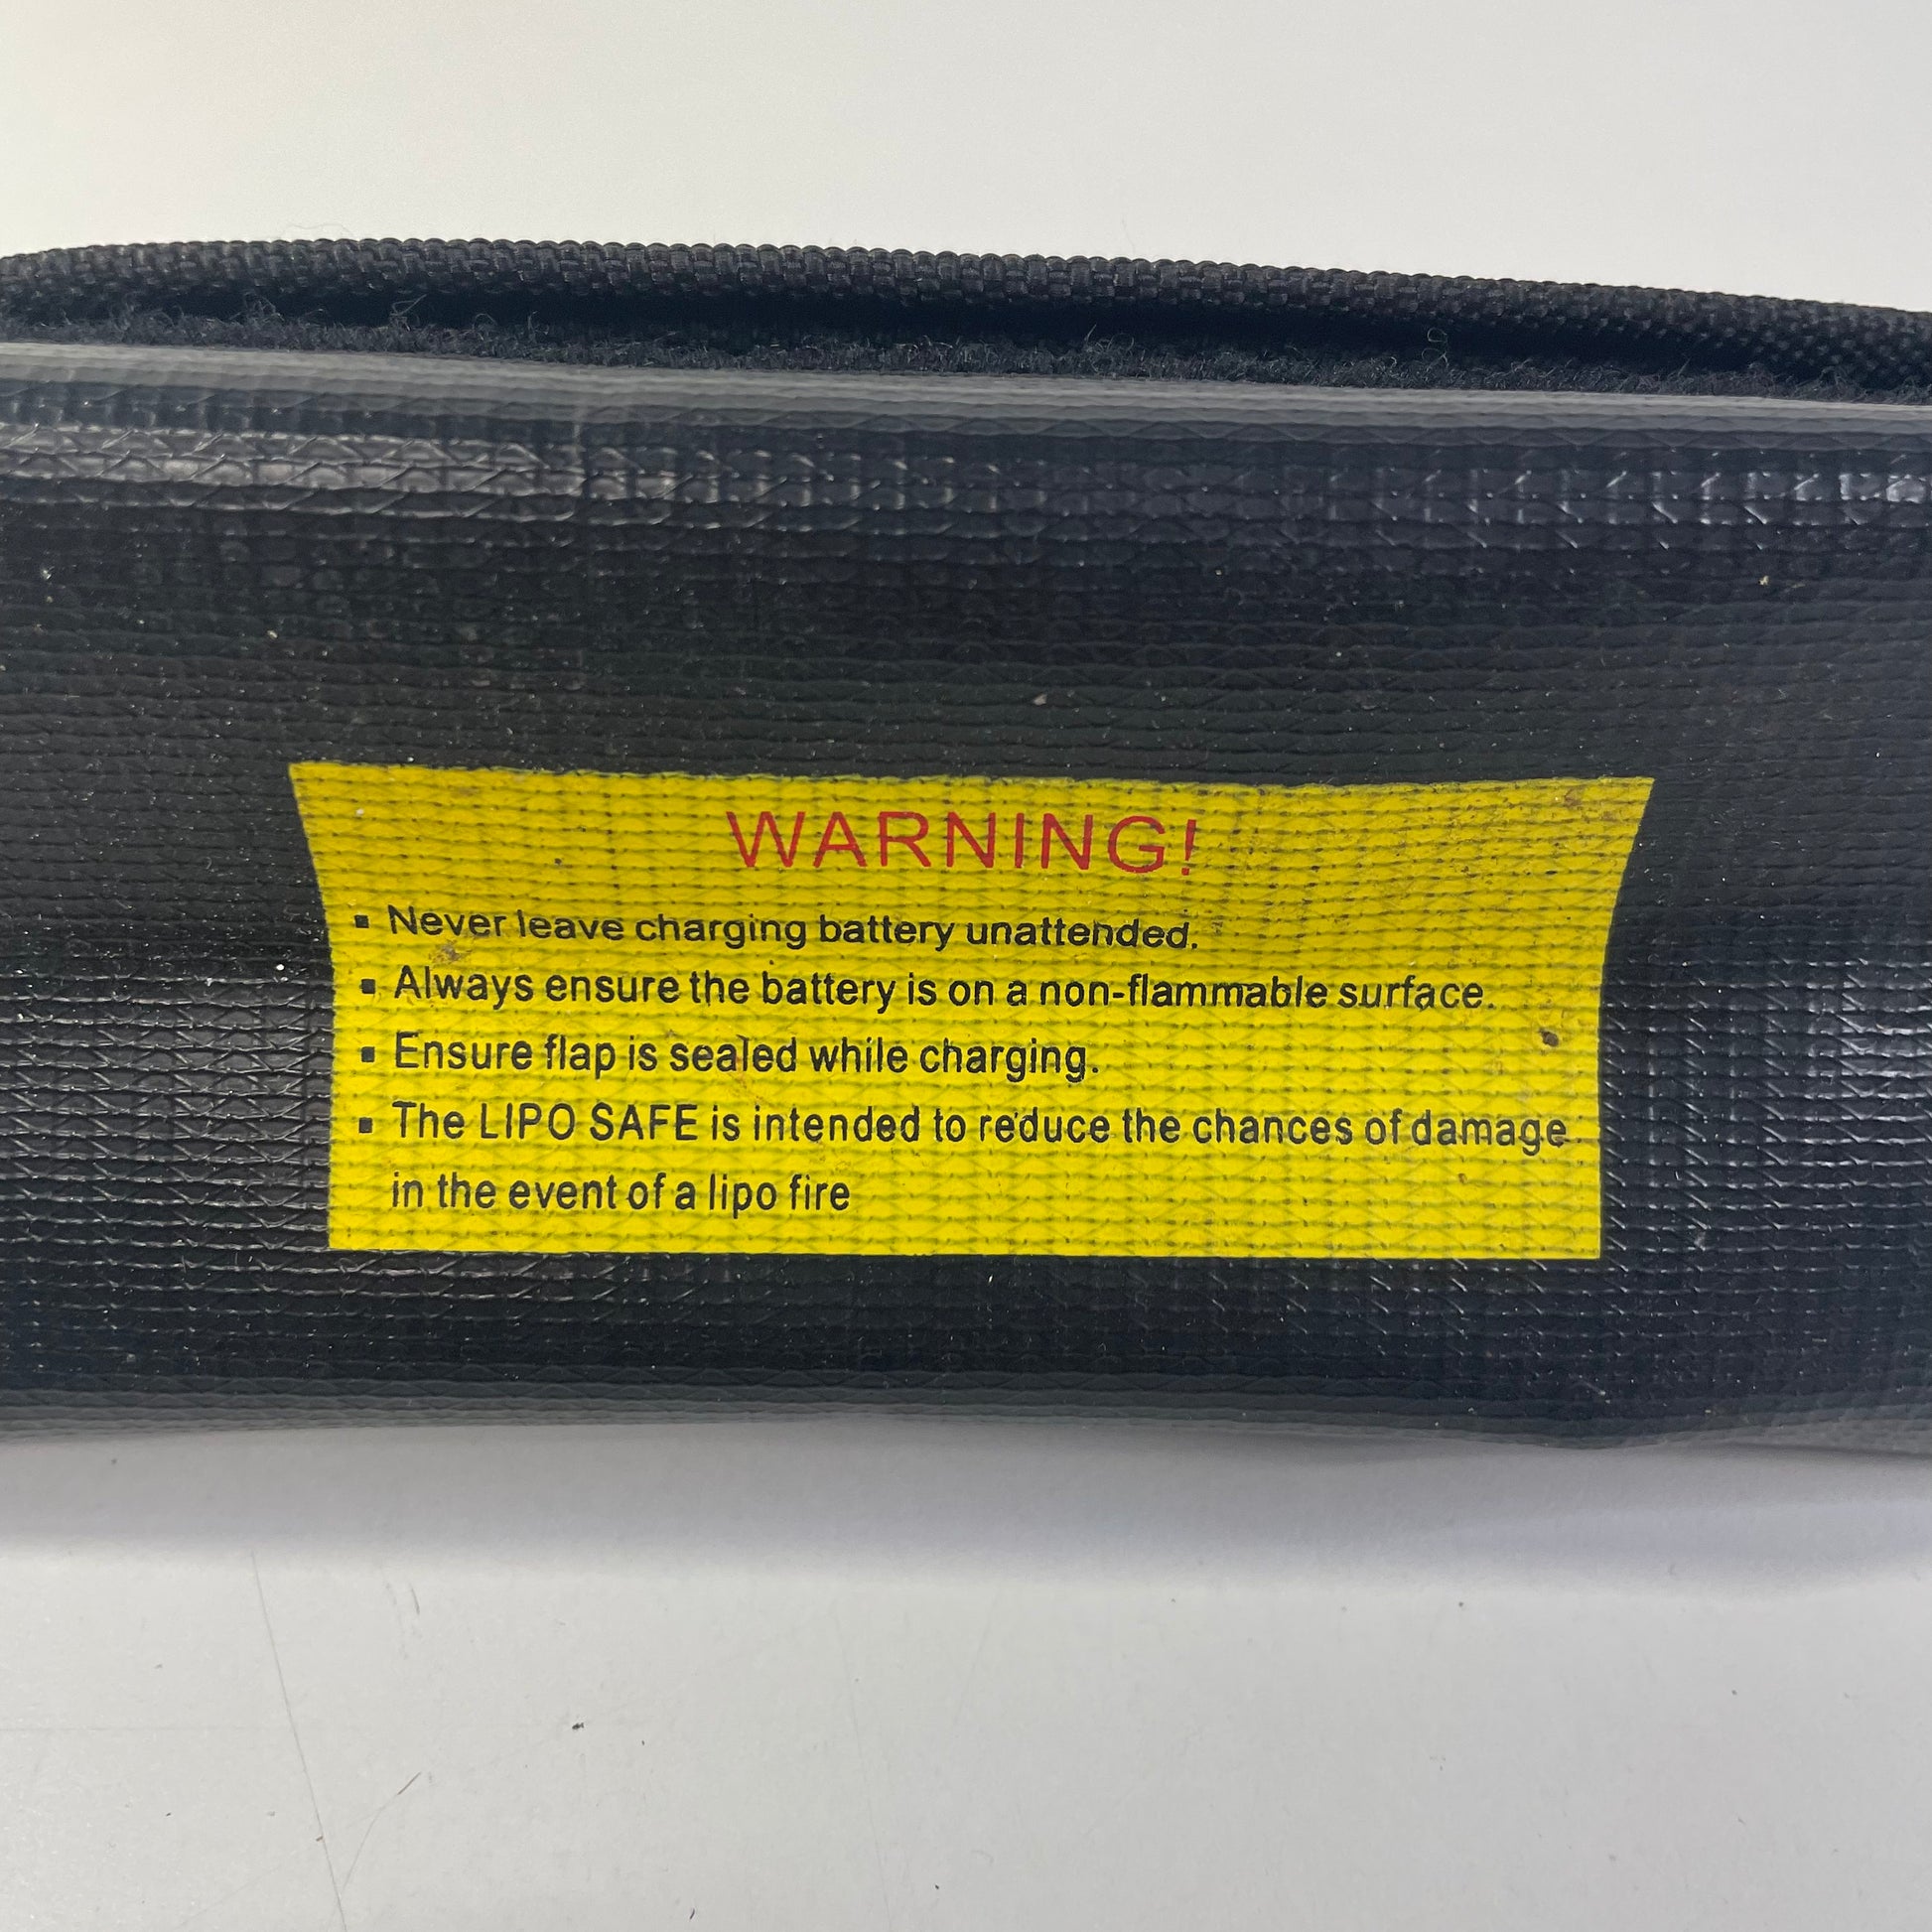 WARNING!
▪ Never leave charging battery unattended.
▪ Always ensure the battery is on a non-flammable surface.
▪ Ensure flap is sealed while charging.
▪ The LIPO SAFE is intended to reduce the chances of damage
in the event of a lipo fire